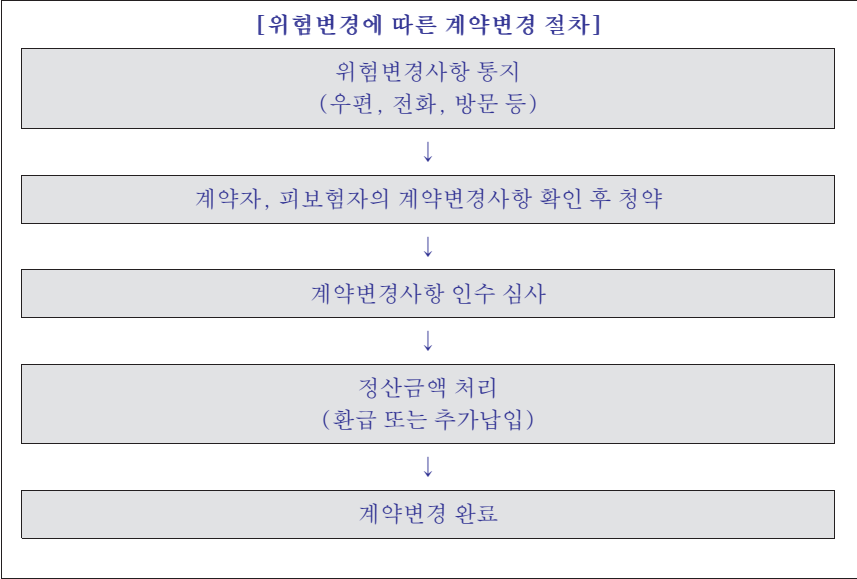 [위험변경에 따른 계약변경 절차]
위험변경사항 통지
(우편, 전화, 방문 등)
↓
계약자, 피보험자의 계약변경사항 확인 후 청약
↓
계약변경사항 인수 심사
↓
정산금액 처리
(환급 또는 추가납입)
↓
계약변경 완료